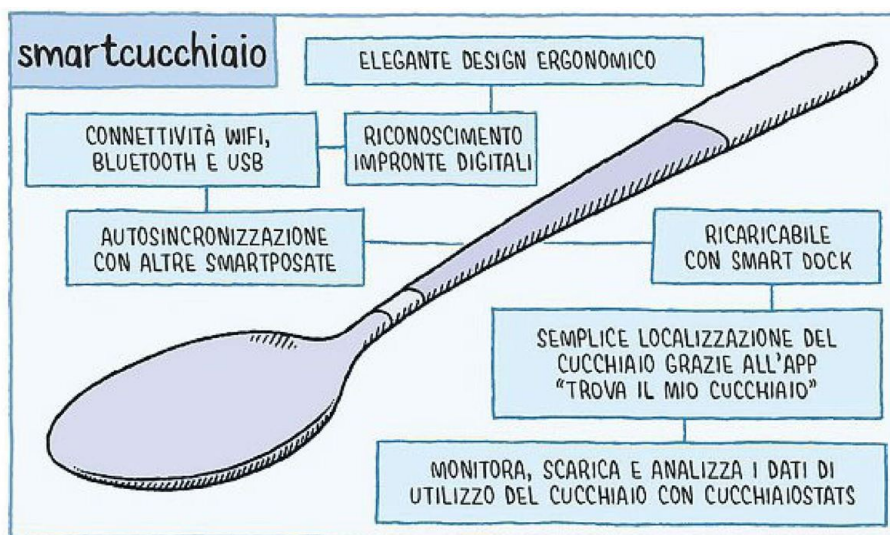 smartcucchiaio
ELEGANTE DESIGN ERGONOMICO
CONNETTIVITÀ WIFI,
BLUETOOTH E USB
RICONOSCIMENTO
IMPRONTE DIGITALI
AUTOSINCRONIZZAZIONE
CON ALTRE SMARTPOSATE
RICARICABILE
CON SMART DOCK
SEMPLICE LOCALIZZAZIONE DEL
CUCCHIAIO GRAZIE ALL'APP
“TROVA IL MIO CUCCHIAIO”
MONITORA, SCARICA E ANALIZZA I DATI DI
UTILIZZO DEL CUCCHIAIO CON CUCCHIAIOSTATS